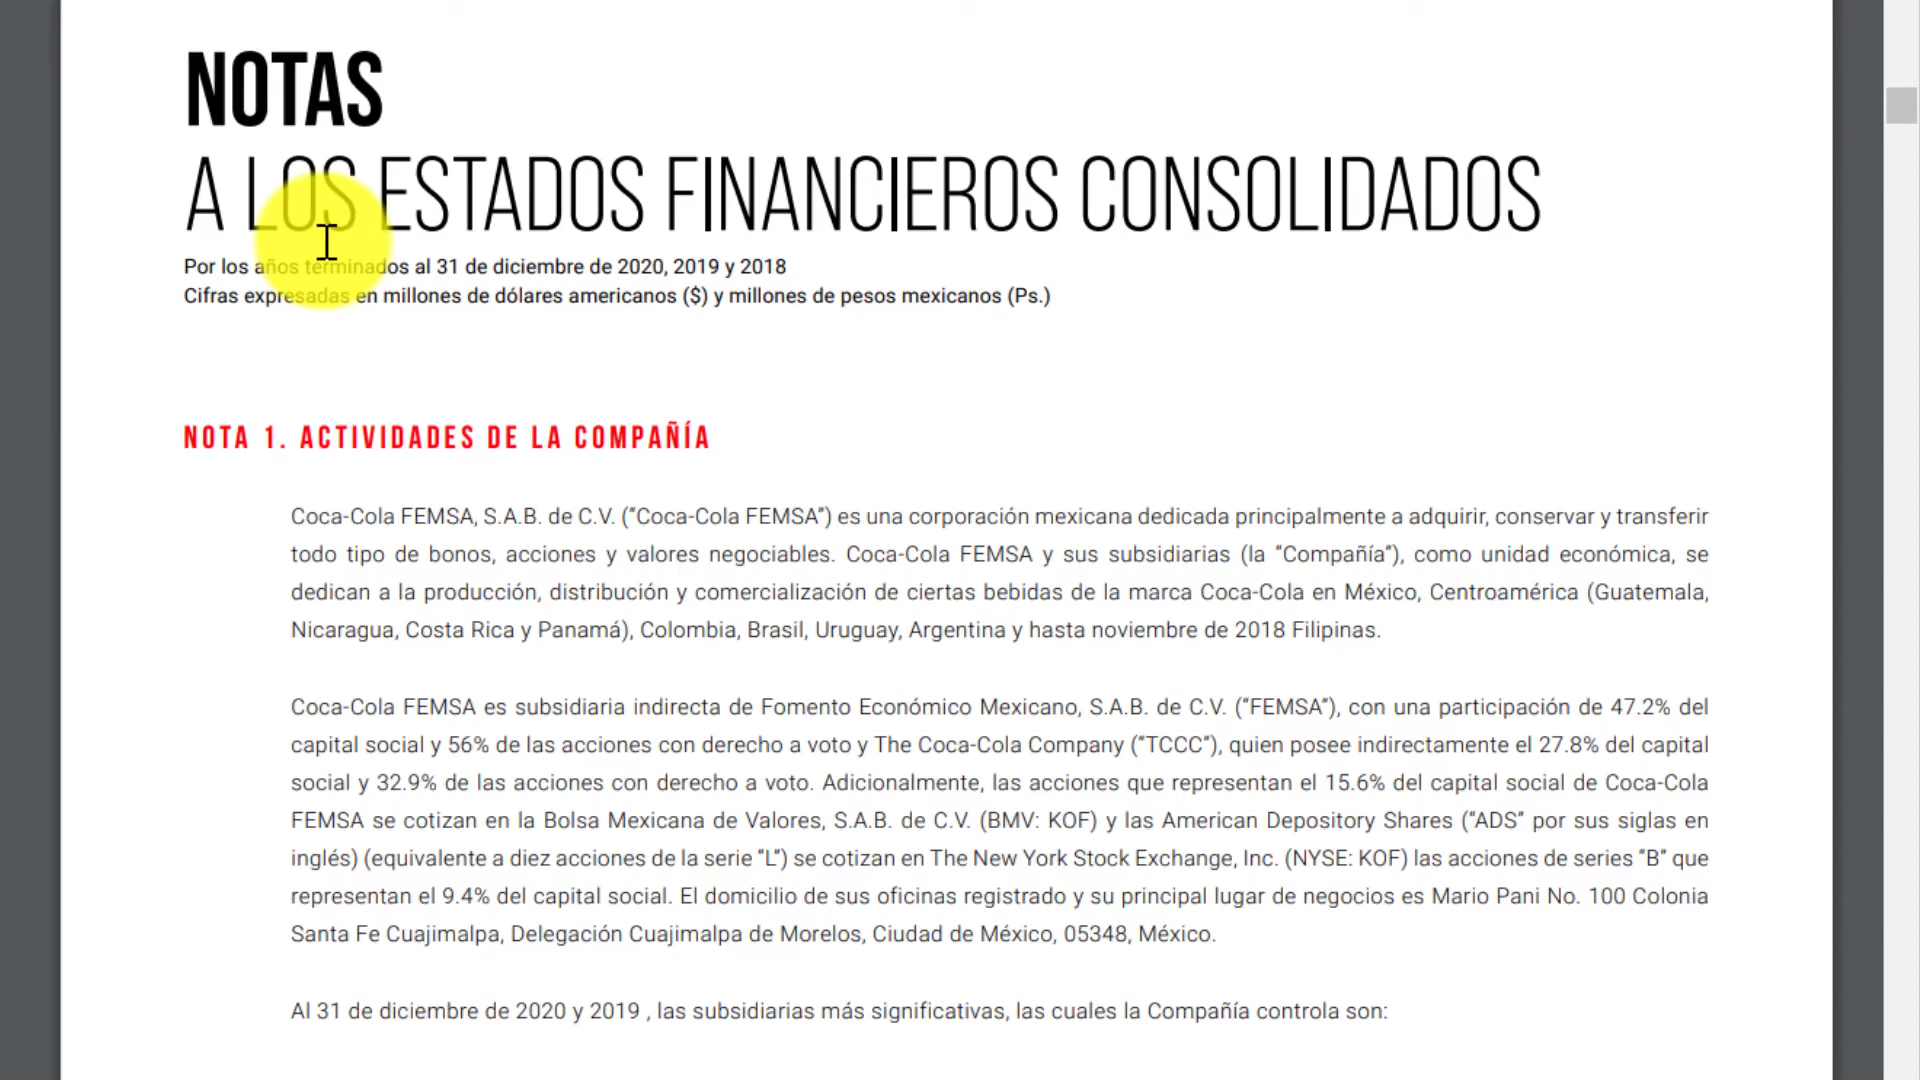 NOTAS
A LOS ESTADOS FINANCIEROS CONSOLIDADOS
Por los años terminados al 31 de diciembre de 2020, 2019 y 2018
Cifras expresadas en millones de dólares americanos ($) y millones de pesos mexicanos (Ps.)
NOTA 1. ACTIVIDADES DE LA COMPAÑÍA
Coca-Cola FEMSA, S.A.B. de C.V. (“Coca-Cola FEMSA”) es una corporación mexicana dedicada principalmente a adquirir, conservar y transferir
todo tipo de bonos, acciones y valores negociables. Coca-Cola FEMSA y sus subsidiarias (la “Compañía”), como unidad económica, se
dedican a la producción, distribución y comercialización de ciertas bebidas de la marca Coca-Cola en México, Centroamérica (Guatemala,
Nicaragua, Costa Rica y Panamá), Colombia, Brasil, Uruguay, Argentina y hasta noviembre de 2018 Filipinas.
Coca-Cola FEMSA es subsidiaria indirecta de Fomento Económico Mexicano, S.A.B. de C.V. (“FEMSA”), con una participación de 47.2% del
capital social y 56% de las acciones con derecho a voto y The Coca-Cola Company (“TCCC”), quien posee indirectamente el 27.8% del capital
social y 32.9% de las acciones con derecho a voto. Adicionalmente, las acciones que representan el 15.6% del capital social de Coca-Cola
FEMSA se cotizan en la Bolsa Mexicana de Valores, S.A.B. de C.V. (BMV: KOF) y las American Depository Shares (“ADS” por sus siglas en
inglés) (equivalente a diez acciones de la serie “L”) se cotizan en The New York Stock Exchange, Inc. (NYSE: KOF) las acciones de series “B” que
representan el 9.4% del capital social. El domicilio de sus oficinas registrado y su principal lugar de negocios es Mario Pani No. 100 Colonia
Santa Fe Cuajimalpa, Delegación Cuajimalpa de Morelos, Ciudad de México, 05348, México.
Al 31 de diciembre de 2020 y 2019 , las subsidiarias más significativas, las cuales la Compañía controla son: